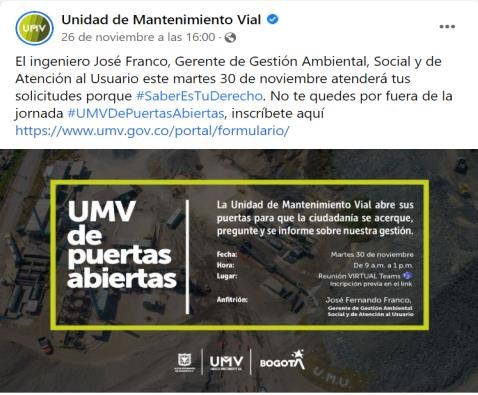 Unidad de Mantenimiento Vial
26 de noviembre a las 16:00 ·
El ingeniero José Franco, Gerente de Gestión Ambiental, Social y de
Atención al Usuario este martes 30 de noviembre atenderá tus
solicitudes porque #SaberEsTuDerecho. No te quedes por fuera de la
jornada #UMVDePuertasAbiertas, inscríbete aquí
https://www.umv.gov.co/portal/formulario/
UMV
de
puertas
abiertas
La Unidad de Mantenimiento Vial abre sus
puertas para que la ciudadanía se acerque,
pregunte y se informe sobre nuestra gestión.
Fecha: Martes 30 de noviembre
Hora: De 9 a.m. a 1 p.m.
Lugar: Reunión VIRTUAL Teams
Incripción previa en el link
Anfitrión: José Fernando Franco,
Gerente de Gestión Ambiental
Social y de Atención al Usuario
UMV
BOGOTÁ
U.M.U.